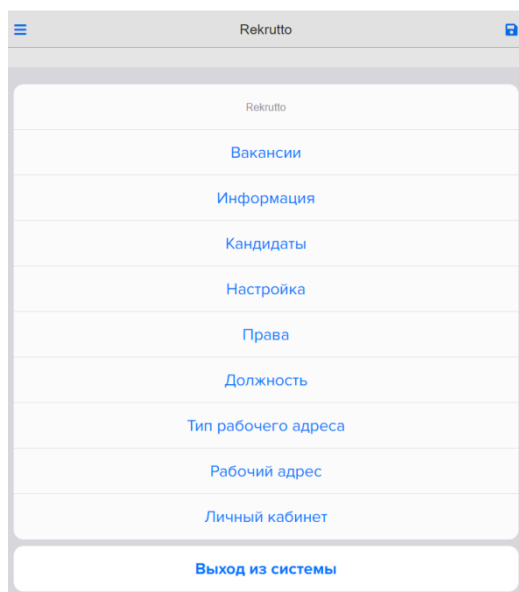 Rekrutto
Rekrutto
Вакансии
Информация
Кандидаты
Настройка
Права
Должность
Тип рабочего адреса
Рабочий адрес
Личный кабинет
Выход из системы